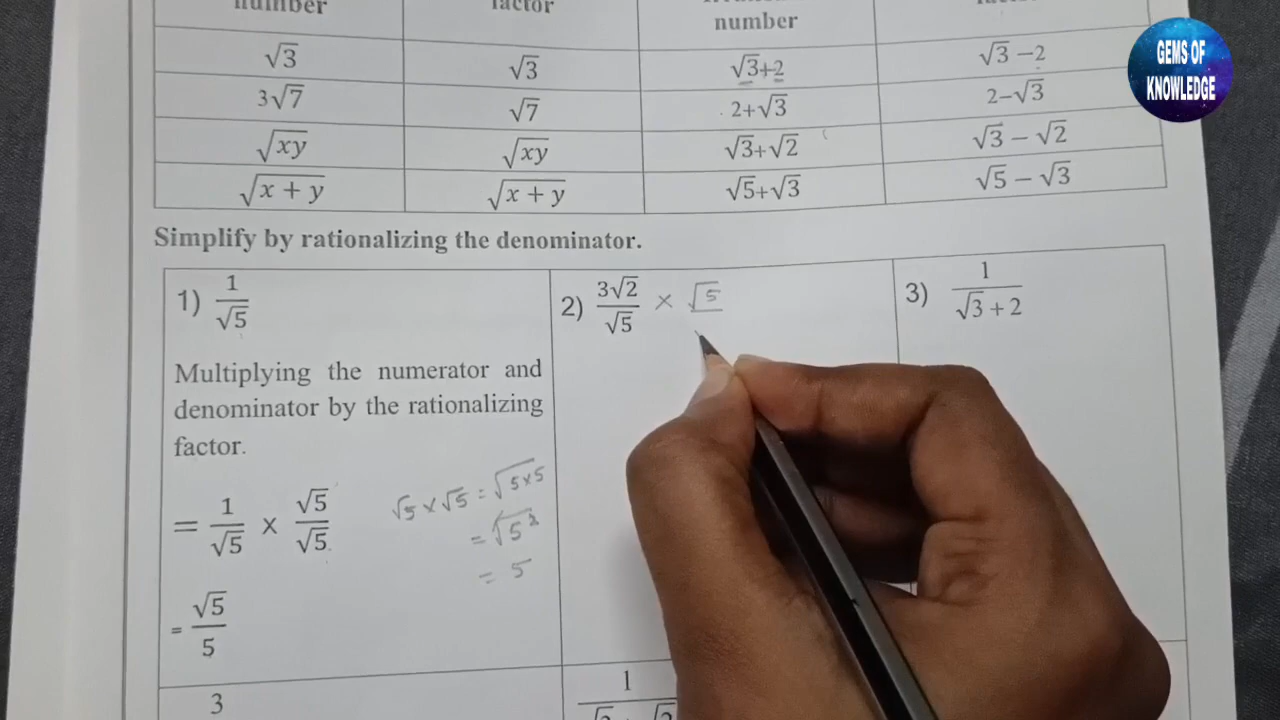 number factor
number
√3 √3 √3+2 √3 −2
3√7 √7 2+√3 2−√3
√xy √xy √3+√2 √3 − √2
√x + y √x + y √5+√3 √5 − √3
GEMS OF
KNOWLEDGE
Simplify by rationalizing the denominator.
1) 1/√5
Multiplying the numerator and
denominator by the rationalizing
factor.
= 1/√5 x √5/√5
= √5/5
√5 × √5 = √5×5
= √5²
= 5
2) 3√2/√5 × √5
3) 1/√3 + 2
3
1